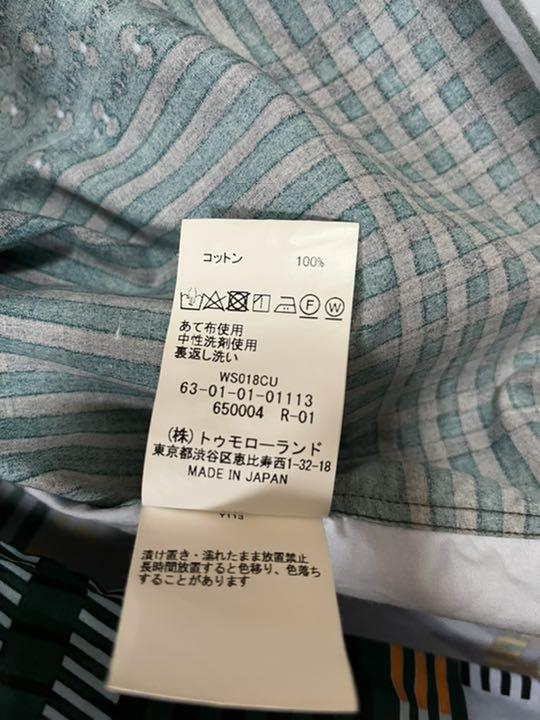 コットン 100%
F W
あて布使用
中性洗剤使用
裏返し洗い
WS018CU
63-01-01-01113
650004 R-01
(株)トゥモローランド
東京都渋谷区恵比寿西1-32-18
MADE IN JAPAN
Y113
漬け置き・濡れたまま放置禁止
長時間放置すると色移り、色落ち
することがあります